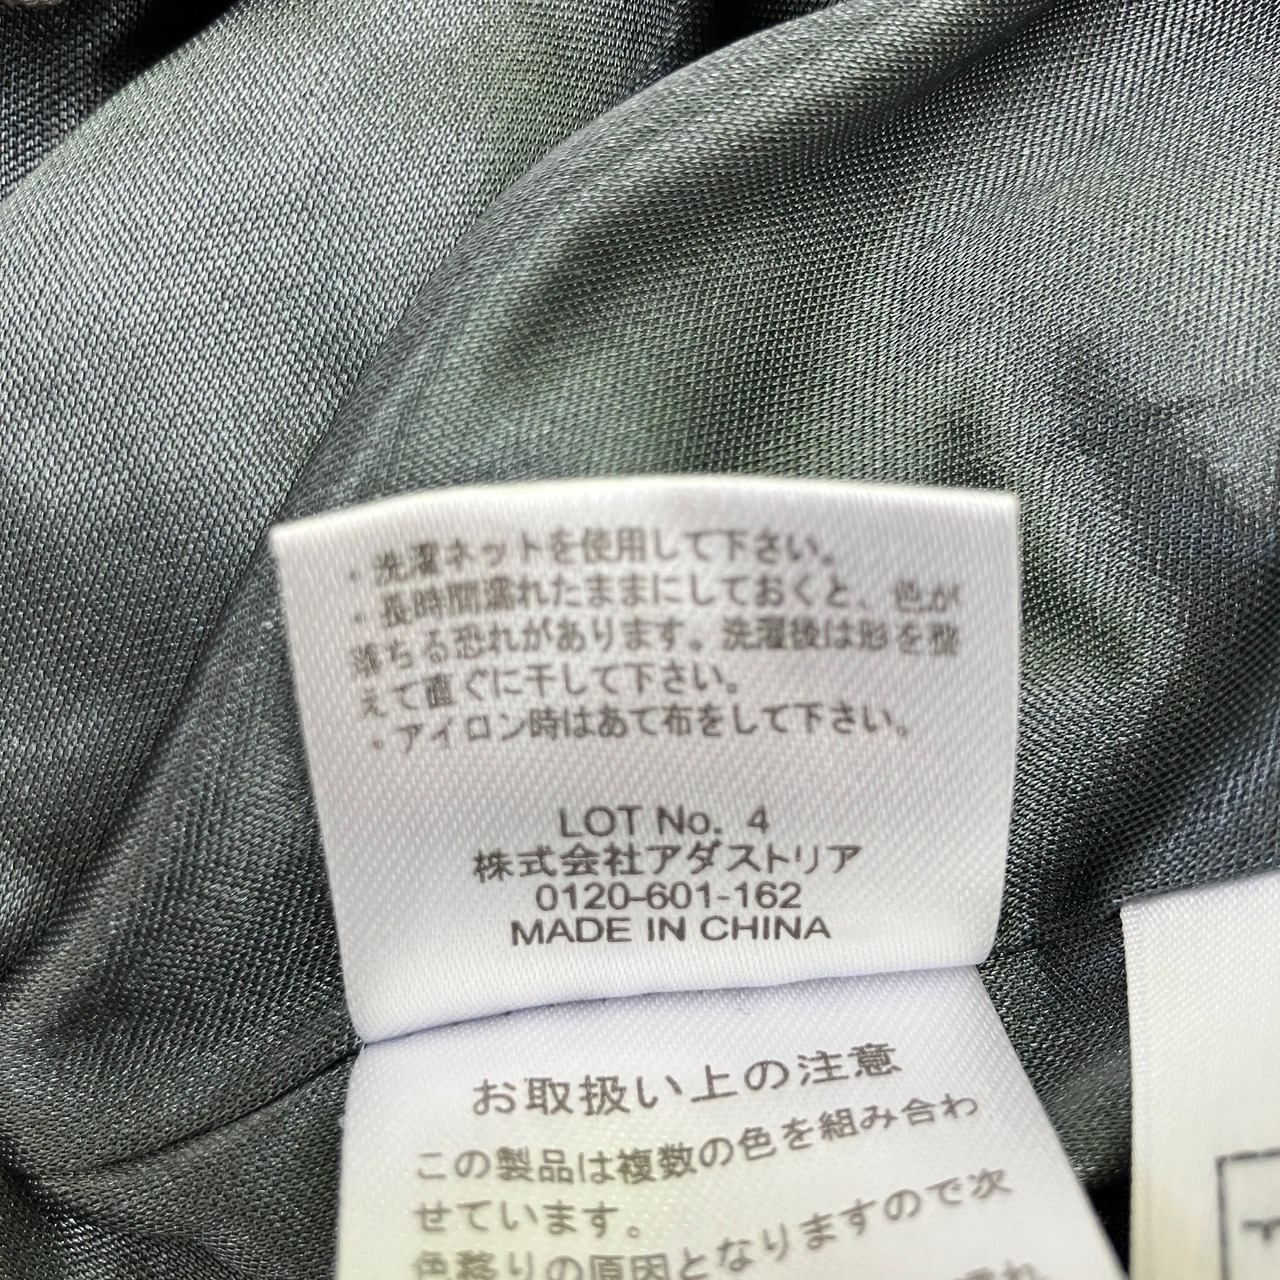 ・洗濯ネットを使用して下さい。
・長時間濡れたままにしておくと、色が
落ちる恐れがあります。洗濯後は形を整
えて直ぐに干して下さい。
・アイロン時はあて布をして下さい。
LOT No. 4
株式会社アダストリア
0120-601-162
MADE IN CHINA
お取扱い上の注意
この製品は複数の色を組み合わ
せています。
色移りの原因となりますので次